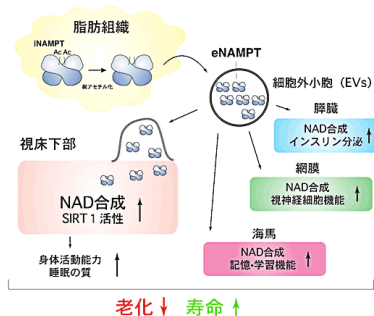 脂肪組織
iNAMPT
Ac Ac
脱アセチル化
eNAMPT
細胞外小胞（EVs）
膵臓
NAD合成
インスリン分泌
視床下部
NAD合成
SIRT 1 活性
網膜
NAD合成
視神経細胞機能
海馬
NAD合成
記憶・学習機能
身体活動能力
睡眠の質
老化 寿命